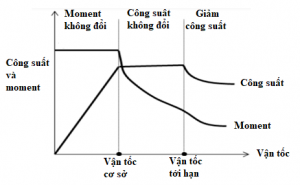 Moment
không đổi
Công suất
không đổi
Giảm
công suất
Công suất
và
moment
Công suất
Moment
Vận tốc
cơ sở
Vận tốc
tới hạn
Vận tốc